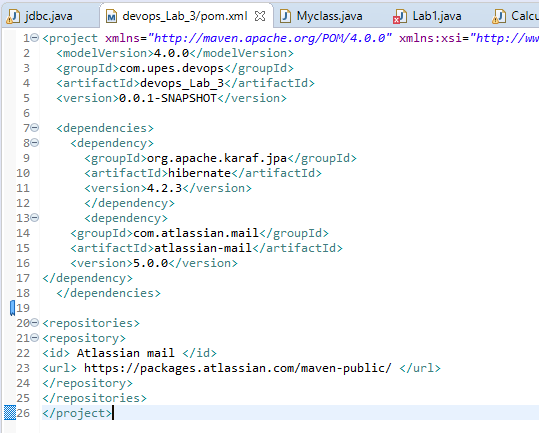 jdbc.java devops_Lab_3/pom.xml Myclass.java Lab1.java Calcu
1 <project xmlns="http://maven.apache.org/POM/4.0.0" xmlns:xsi="http://ww
2 <modelVersion>4.0.0</modelVersion>
3 <groupId>com.upes.devops</groupId>
4 <artifactId>devops_Lab_3</artifactId>
5 <version>0.0.1-SNAPSHOT</version>
6
7 <dependencies>
8 <dependency>
9 <groupId>org.apache.karaf.jpa</groupId>
10 <artifactId>hibernate</artifactId>
11 <version>4.2.3</version>
12 </dependency>
13 <dependency>
14 <groupId>com.atlassian.mail</groupId>
15 <artifactId>atlassian-mail</artifactId>
16 <version>5.0.0</version>
17 </dependency>
18 </dependencies>
19
20 <repositories>
21 <repository>
22 <id> Atlassian mail </id>
23 <url> https://packages.atlassian.com/maven-public/ </url>
24 </repository>
25 </repositories>
26 </project>